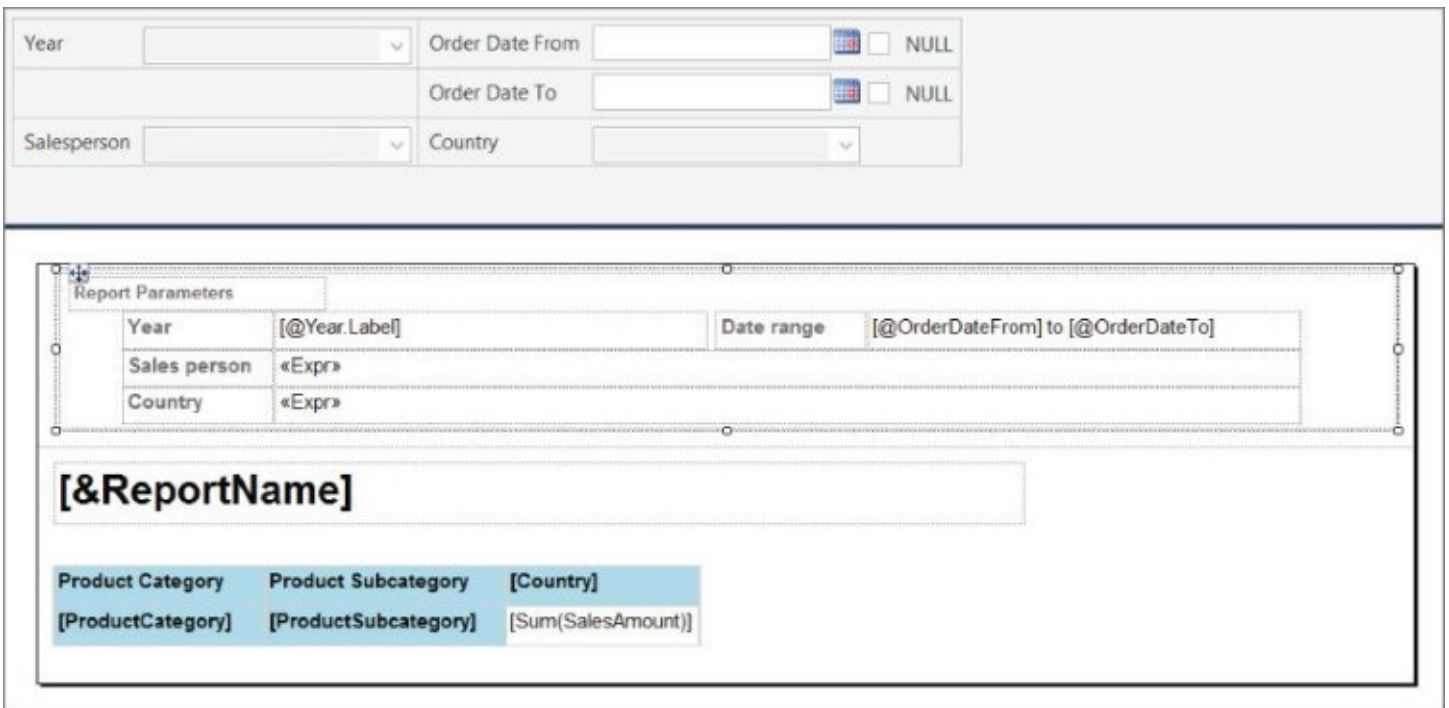 Year Order Date From NULL
Order Date To NULL
Salesperson Country
Report Parameters
Year [@Year.Label] Date range [@OrderDateFrom] to [@OrderDateTo]
Sales person «Expr»
Country «Expr»
[&ReportName]
Product Category Product Subcategory [Country]
[ProductCategory] [ProductSubcategory] [Sum(SalesAmount)]